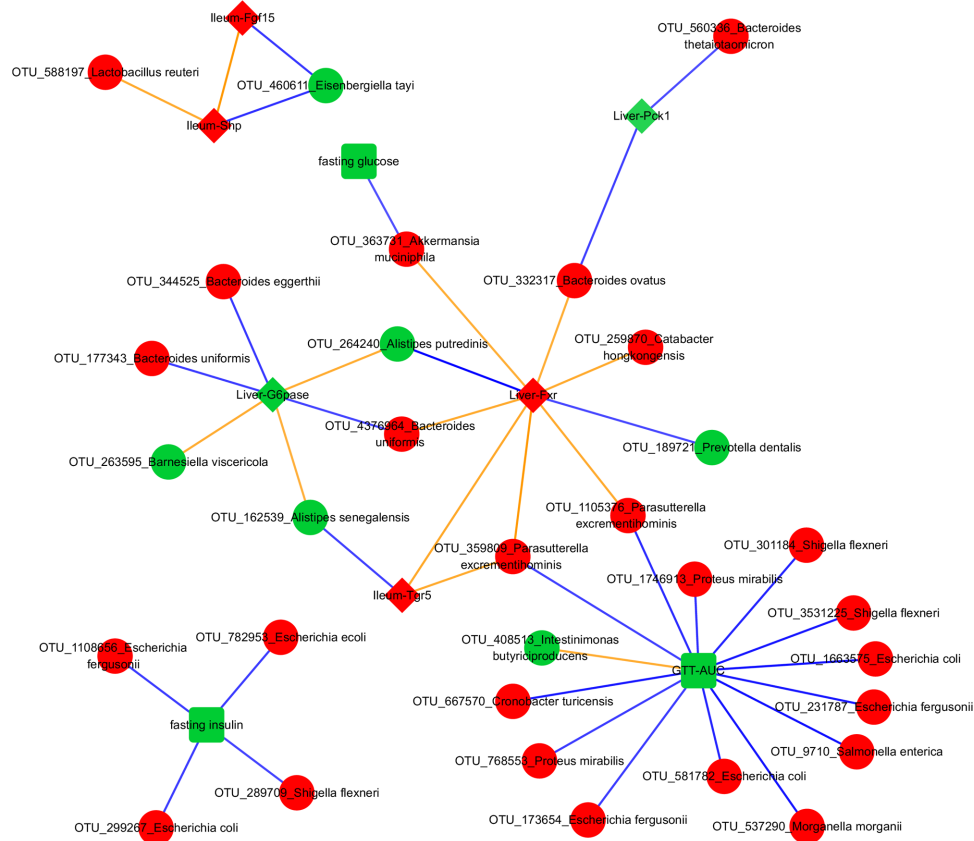 Ileum-Fgf15
OTU_560336_Bacteroides
thetaiotaomicron
OTU_588197_Lactobacillus reuteri
OTU_460611_Eisenbergiella tayi
Ileum-Shp
Liver-Pck1
fasting glucose
OTU_363731_Akkermansia
muciniphila
OTU_344525_Bacteroides eggerthii
OTU_332317_Bacteroides ovatus
OTU_264240_Alistipes putredinis
OTU_259870_Catabacter
hongkongensis
OTU_177343_Bacteroides uniformis
Liver-G6pase
Liver-Fxr
OTU_4376964_Bacteroides
uniformis
OTU_189721_Prevotella dentalis
OTU_263595_Barnesiella viscericola
OTU_162539_Alistipes senegalensis
OTU_1105376_Parasutterella
excrementihominis
OTU_359809_Parasutterella
excrementihominis
OTU_301184_Shigella flexneri
OTU_1746913_Proteus mirabilis
Ileum-Tgr5
OTU_3531225_Shigella flexneri
OTU_782953_Escherichia ecoli
OTU_1108656_Escherichia
fergusonii
OTU_408513_Intestinimonas
butyriciproducens
OTU_1663575_Escherichia coli
GTT-AUC
OTU_667570_Cronobacter turicensis
OTU_231787_Escherichia fergusonii
fasting insulin
OTU_9710_Salmonella enterica
OTU_768553_Proteus mirabilis
OTU_581782_Escherichia coli
OTU_289709_Shigella flexneri
OTU_173654_Escherichia fergusonii
OTU_299267_Escherichia coli
OTU_537290_Morganella morganii